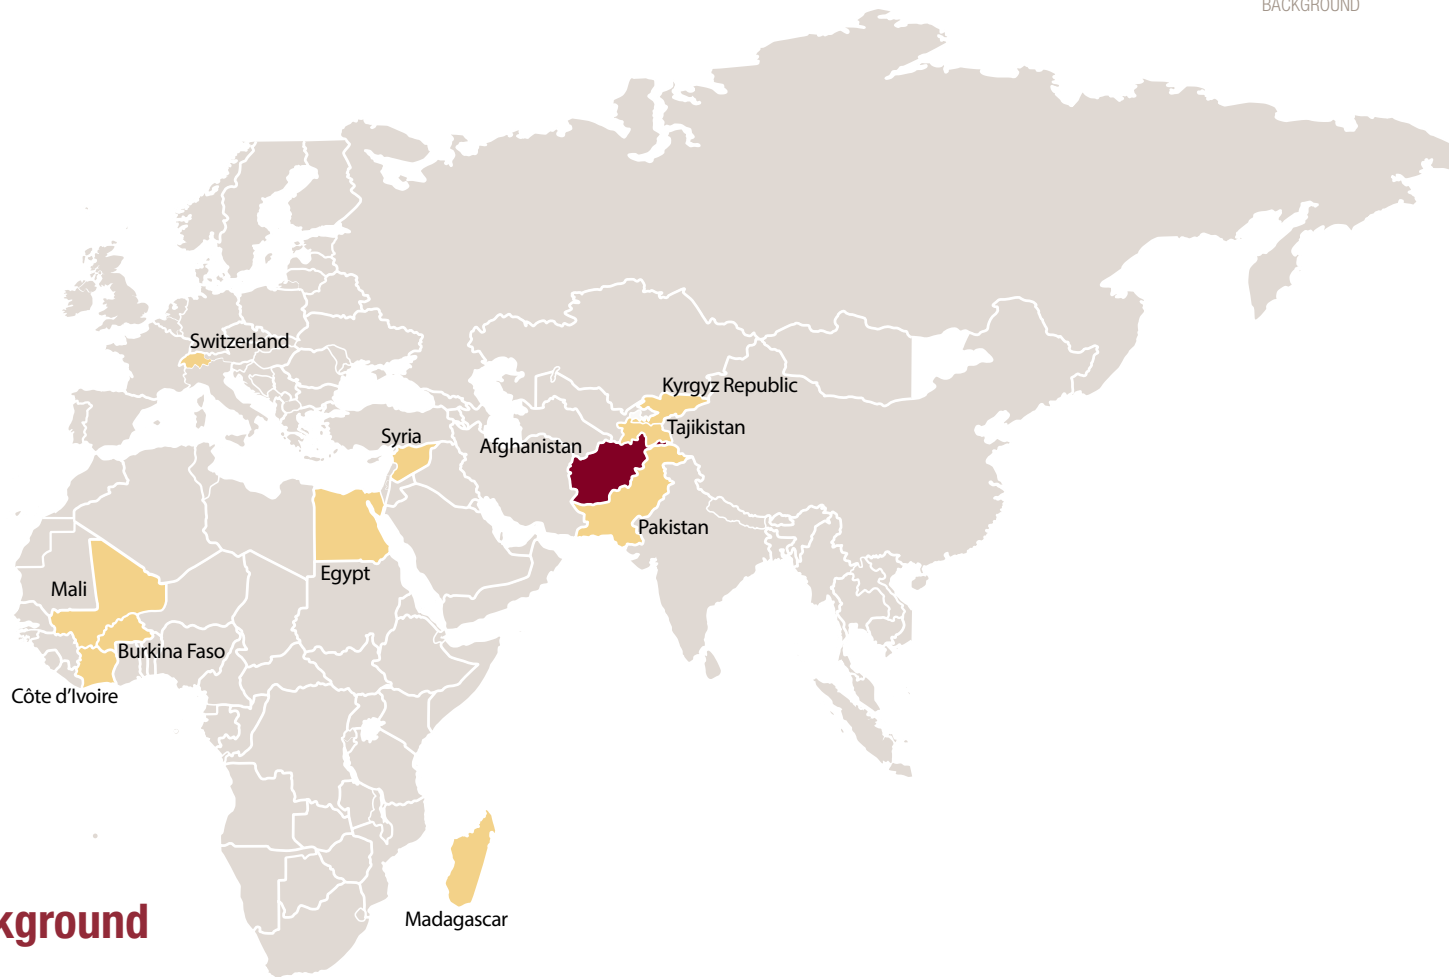 BACKGROUND
Switzerland
Kyrgyz Republic
Tajikistan
Syria
Afghanistan
Pakistan
Egypt
Mali
Burkina Faso
Côte d'Ivoire
Madagascar
kground